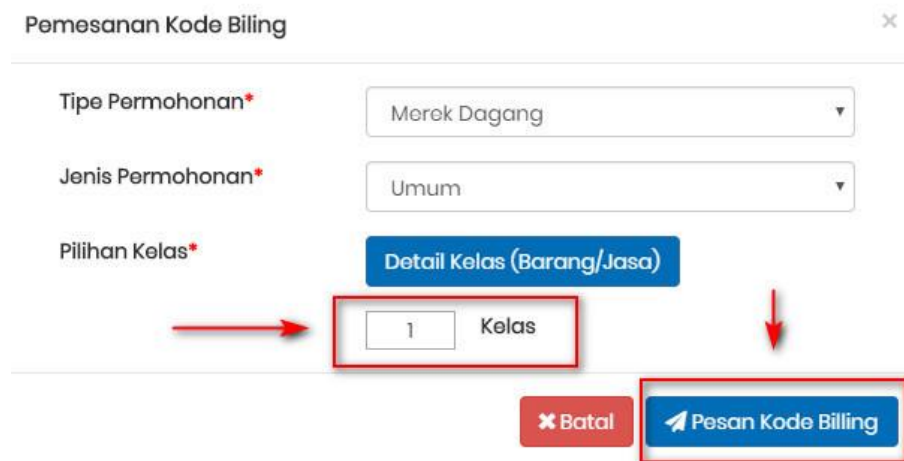 Pemesanan Kode Biling
×
Tipe Permohonan*
Merek Dagang
Jenis Permohonan*
Umum
Pilihan Kelas*
Detail Kelas (Barang/Jasa)
1 Kelas
Batal
Pesan Kode Billing